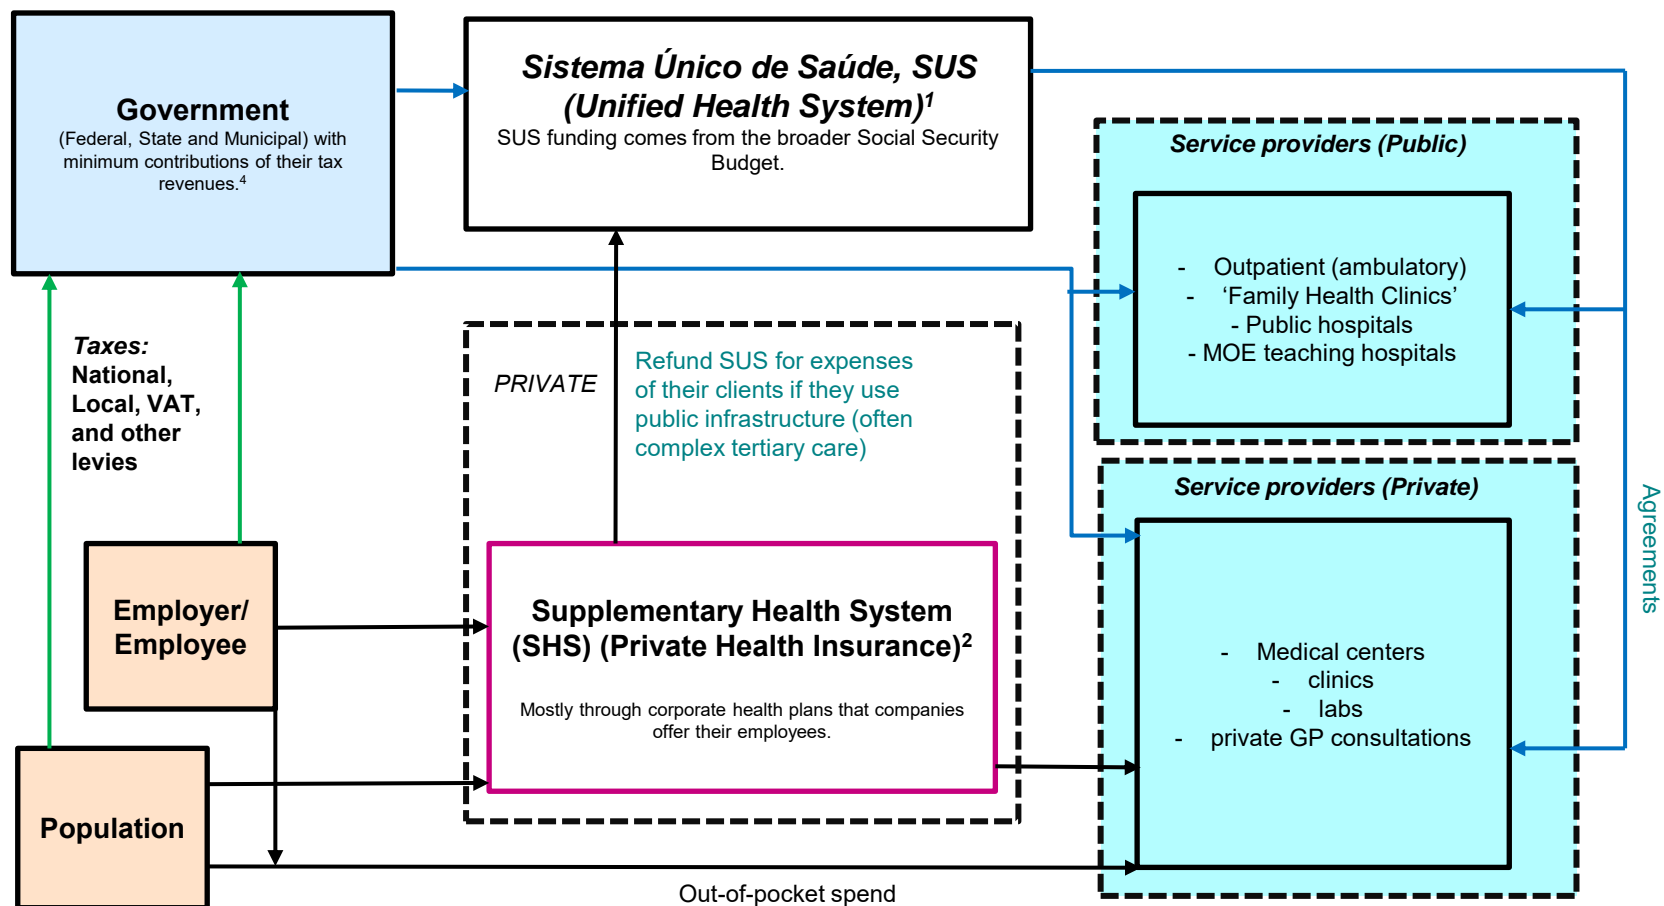 Government
(Federal, State and Municipal) with
minimum contributions of their tax
revenues.4
Sistema Único de Saúde, SUS
(Unified Health System)1
SUS funding comes from the broader Social Security
Budget.
Service providers (Public)
- Outpatient (ambulatory)
- ‘Family Health Clinics’
- Public hospitals
- MOE teaching hospitals
Taxes:
National,
Local, VAT,
and other
levies
PRIVATE
Refund SUS for expenses
of their clients if they use
public infrastructure (often
complex tertiary care)
Service providers (Private)
- Medical centers
- clinics
- labs
- private GP consultations
Agreements
Employer/
Employee
Supplementary Health System
(SHS) (Private Health Insurance)2
Mostly through corporate health plans that companies
offer their employees.
Population
Out-of-pocket spend